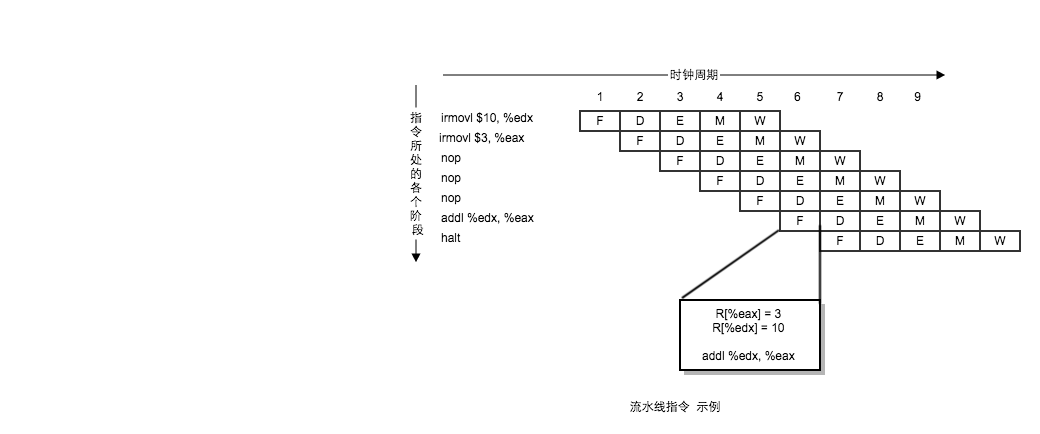 时钟周期
1 2 3 4 5 6 7 8 9
指令所处的各个阶段
irmovl $10, %edx F D E M W
irmovl $3, %eax F D E M W
nop F D E M W
nop F D E M W
nop F D E M W
addl %edx, %eax F D E M W
halt F D E M W
R[%eax] = 3
R[%edx] = 10
addl %edx, %eax
流水线指令 示例